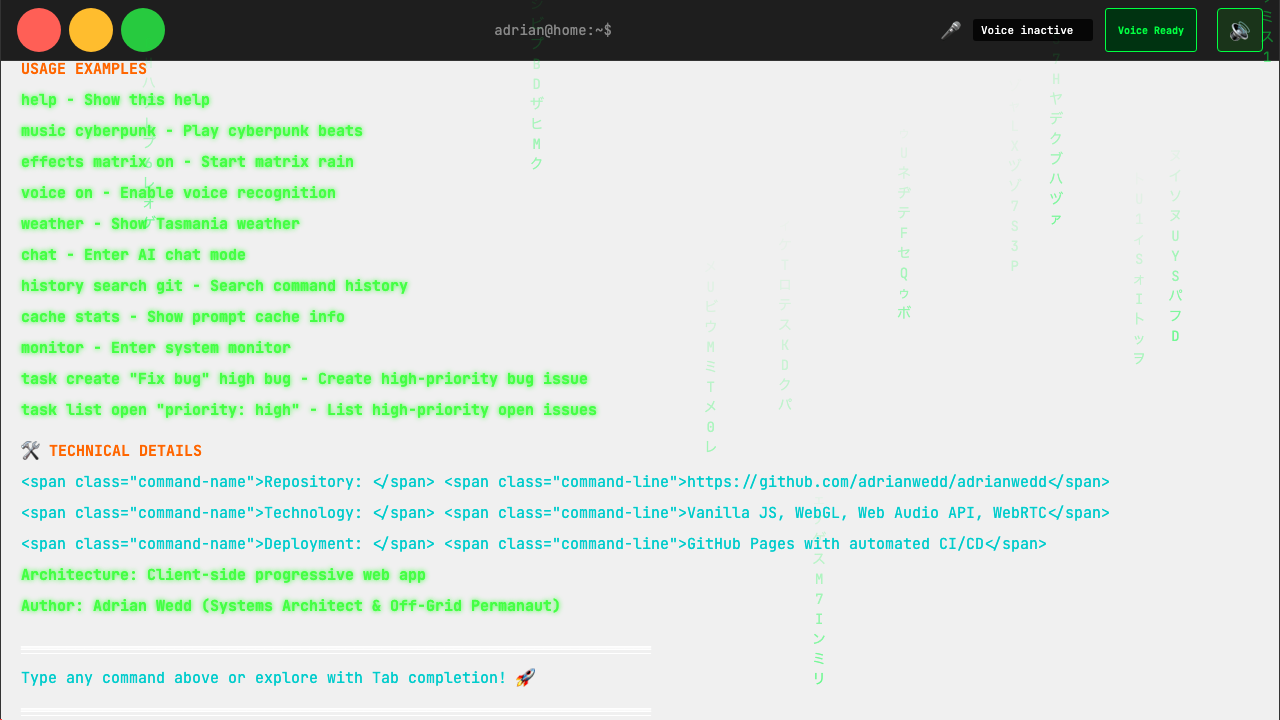 adrian@home:~$
Voice inactive
Voice Ready
USAGE EXAMPLES
help - Show this help
music cyberpunk - Play cyberpunk beats
effects matrix on - Start matrix rain
voice on - Enable voice recognition
weather - Show Tasmania weather
chat - Enter AI chat mode
history search git - Search command history
cache stats - Show prompt cache info
monitor - Enter system monitor
task create "Fix bug" high bug - Create high-priority bug issue
task list open "priority: high" - List high-priority open issues
🛠️ TECHNICAL DETAILS
<span class="command-name">Repository: </span> <span class="command-line">https://github.com/adrianwedd/adrianwedd</span>
<span class="command-name">Technology: </span> <span class="command-line">Vanilla JS, WebGL, Web Audio API, WebRTC</span>
<span class="command-name">Deployment: </span> <span class="command-line">GitHub Pages with automated CI/CD</span>
Architecture: Client-side progressive web app
Author: Adrian Wedd (Systems Architect & Off-Grid Permanaut)
Type any command above or explore with Tab completion! 🚀